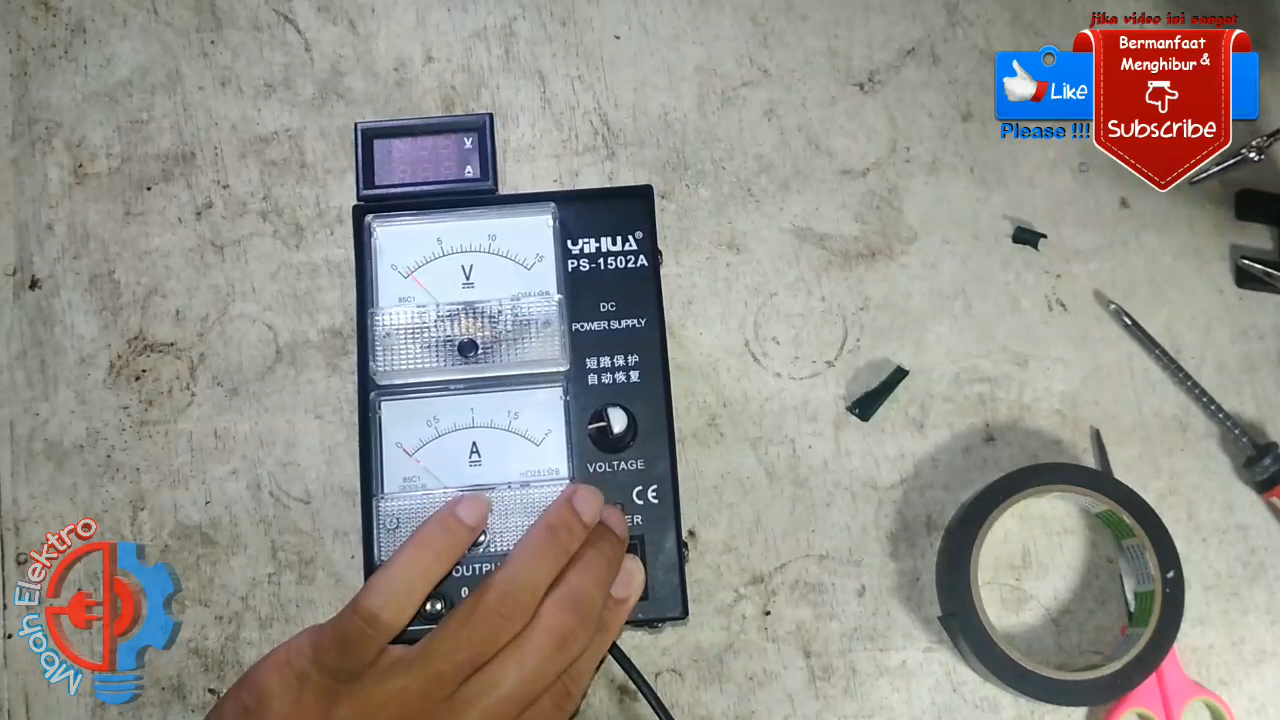 jika video ini sangat
Bermanfaat
Menghibur &
Like
Subscribe
Please !!!
V
A
0 5 10 15
V
85C1
YiHUA®
PS-1502A
DC
POWER SUPPLY
短路保护
自动恢复
0 0.5 1 1.5 2
A
85C1
VOLTAGE
CE
OUTPU
0
Mbah Elektro